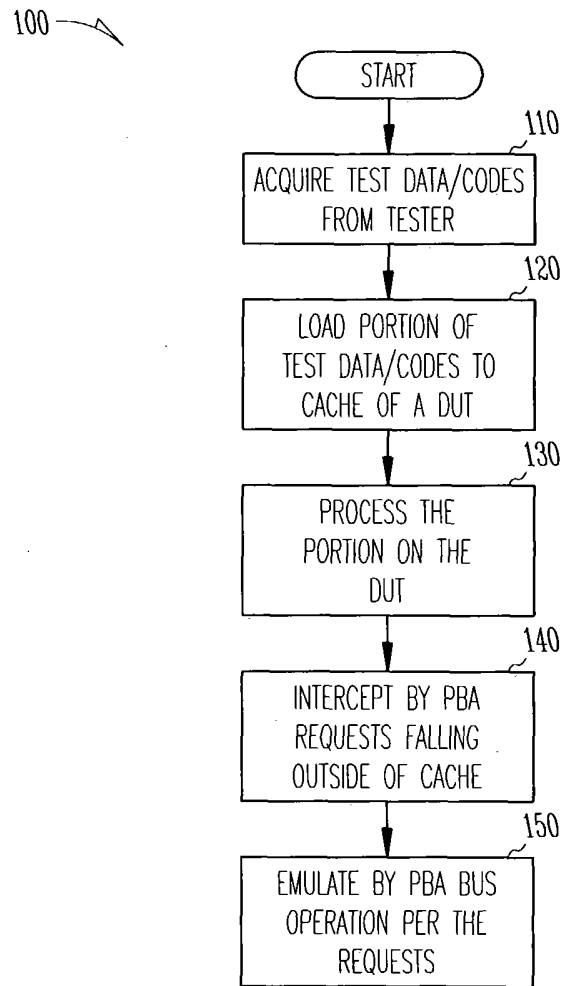 100
START
110
ACQUIRE TEST DATA/CODES
FROM TESTER
120
LOAD PORTION OF
TEST DATA/CODES TO
CACHE OF A DUT
130
PROCESS THE
PORTION ON THE
DUT
140
INTERCEPT BY PBA
REQUESTS FALLING
OUTSIDE OF CACHE
150
EMULATE BY PBA BUS
OPERATION PER THE
REQUESTS